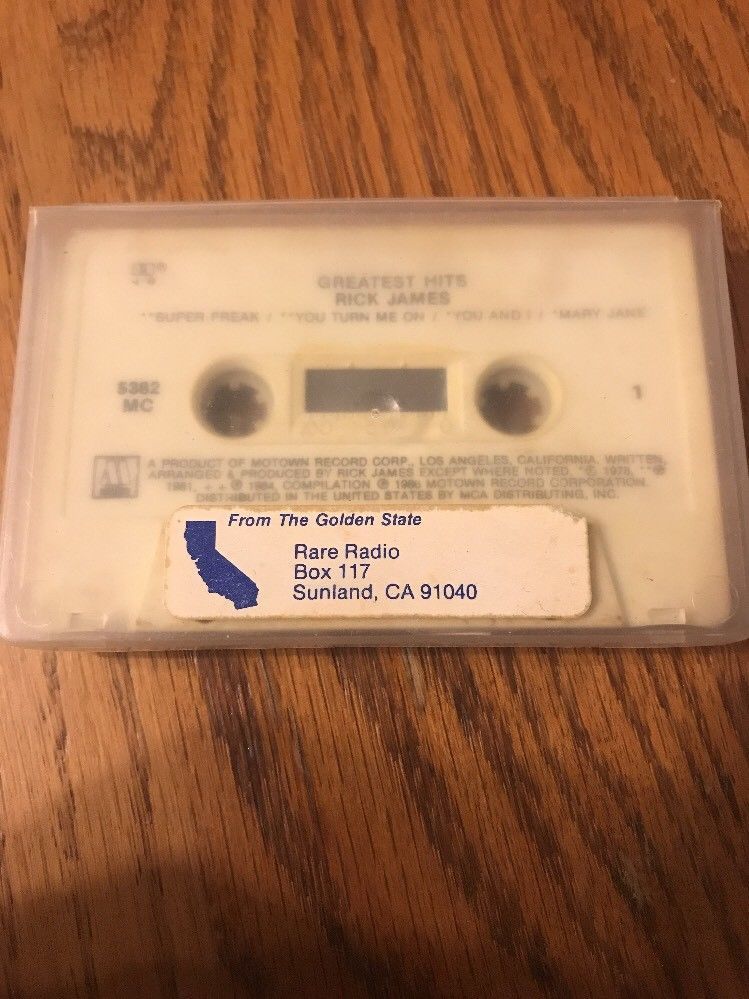 GREATEST HITS
RICK JAMES
**SUPER FREAK / **YOU TURN ME ON / *YOU AND I / *MARY JANE
5382
MC
1
A PRODUCT OF MOTOWN RECORD CORP., LOS ANGELES, CALIFORNIA. WRITTEN,
ARRANGED & PRODUCED BY RICK JAMES EXCEPT WHERE NOTED. *℗ 1978, **℗
1981, ℗ 1984, COMPILATION ℗ 1986 MOTOWN RECORD CORPORATION.
DISTRIBUTED IN THE UNITED STATES BY MCA DISTRIBUTING, INC.
From The Golden State
Rare Radio
Box 117
Sunland, CA 91040